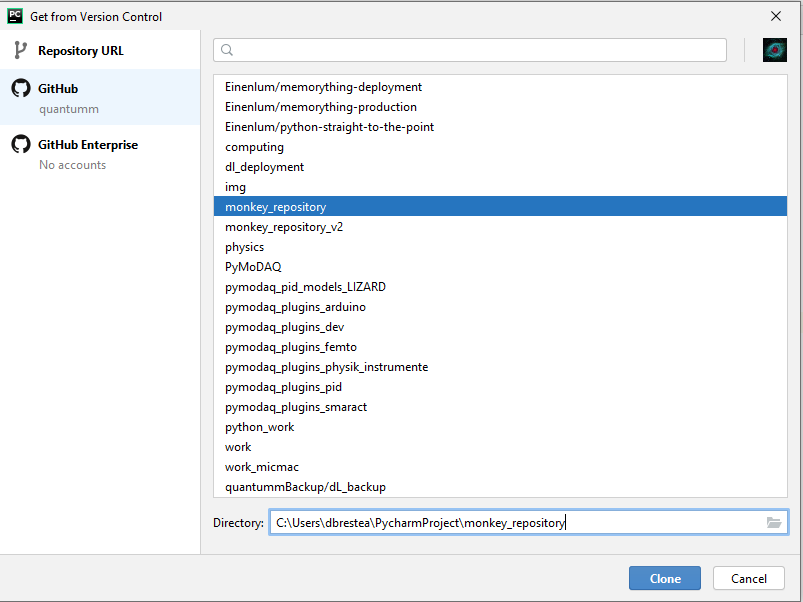 PC
Get from Version Control
Repository URL
GitHub
quantumm
GitHub Enterprise
No accounts
Einenlum/memorything-deployment
Einenlum/memorything-production
Einenlum/python-straight-to-the-point
computing
dl_deployment
img
monkey_repository
monkey_repository_v2
physics
PyMoDAQ
pymodaq_pid_models_LIZARD
pymodaq_plugins_arduino
pymodaq_plugins_dev
pymodaq_plugins_femto
pymodaq_plugins_physik_instrumente
pymodaq_plugins_pid
pymodaq_plugins_smaract
python_work
work
work_micmac
quantummBackup/dL_backup
Directory: C:\Users\dbrestea\PycharmProject\monkey_repository
Clone Cancel